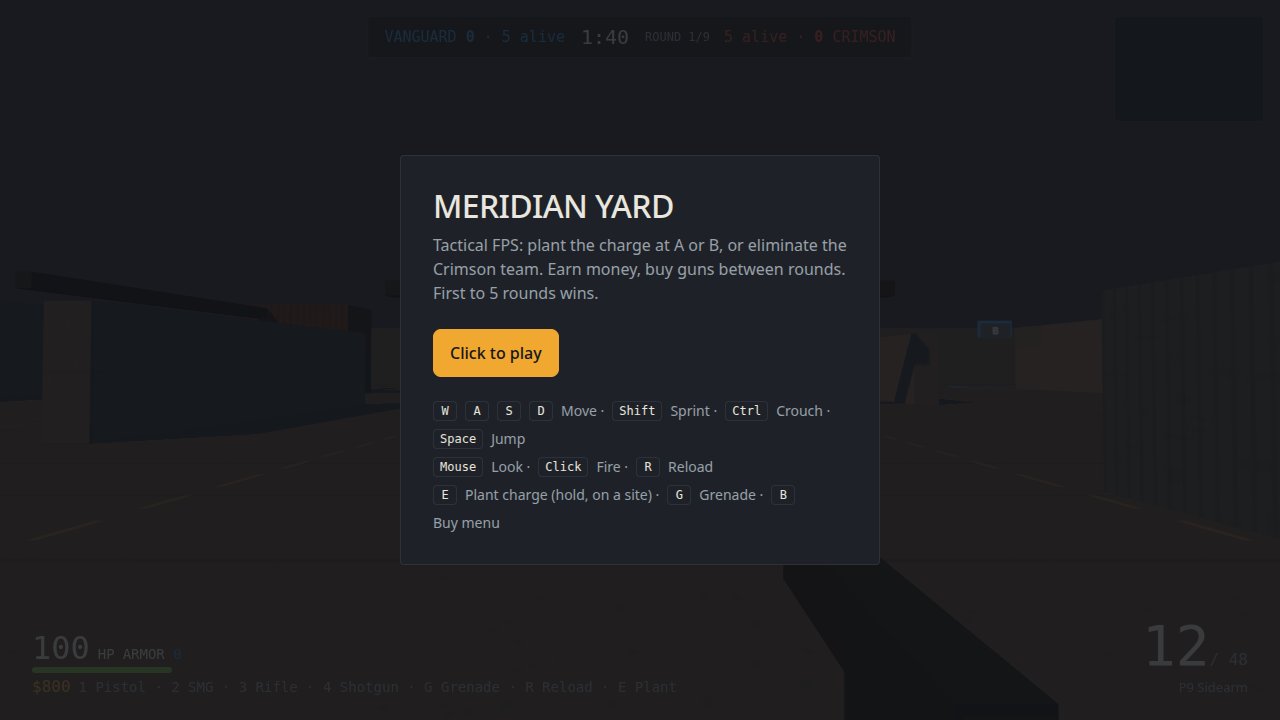 VANGUARD 0 · 5 alive 1:40 ROUND 1/9 5 alive · 0 CRIMSON
MERIDIAN YARD
Tactical FPS: plant the charge at A or B, or eliminate the
Crimson team. Earn money, buy guns between rounds.
First to 5 rounds wins.
Click to play
W A S D Move · Shift Sprint · Ctrl Crouch ·
Space Jump
Mouse Look · Click Fire · R Reload
E Plant charge (hold, on a site) · G Grenade · B
Buy menu
100 HP ARMOR 0
$800 1 Pistol · 2 SMG · 3 Rifle · 4 Shotgun · G Grenade · R Reload · E Plant
12 / 48
P9 Sidearm